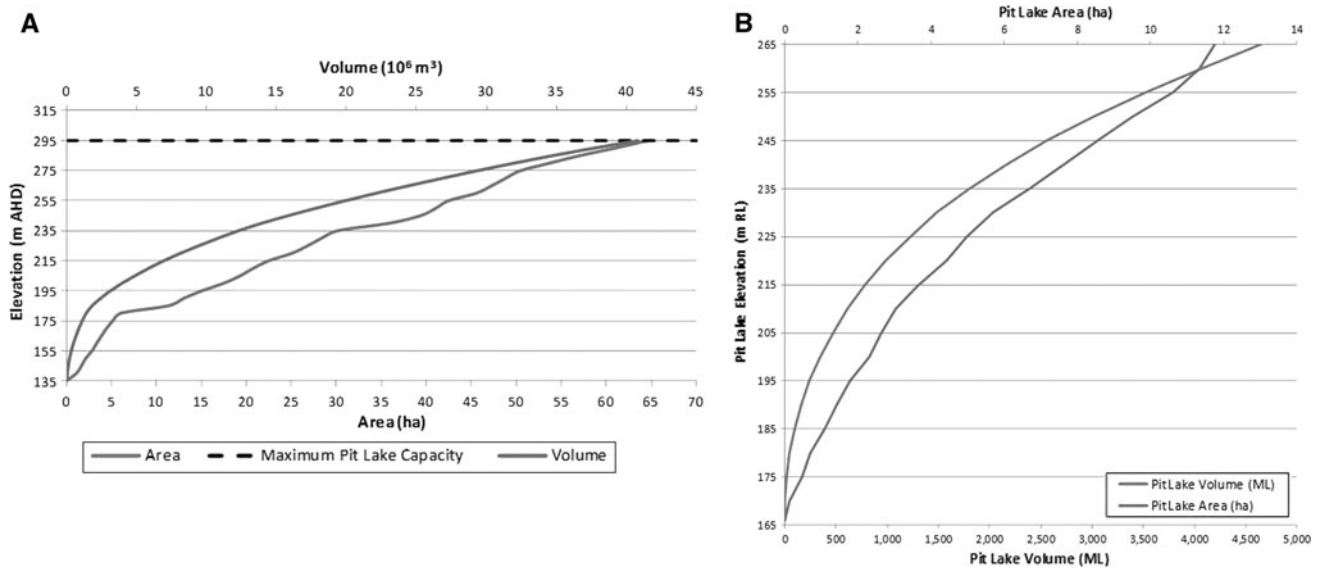 A
Volume (10⁶ m³)
0 5 10 15 20 25 30 35 40 45
315
295
275
255
235
215
195
175
155
135
Elevation (m AHD)
0 5 10 15 20 25 30 35 40 45 50 55 60 65 70
Area (ha)
Area Maximum Pit Lake Capacity Volume
B
Pit Lake Area (ha)
0 2 4 6 8 10 12 14
265
255
245
235
225
215
205
195
185
175
165
Pit Lake Elevation (m RL)
Pit Lake Volume (ML)
Pit Lake Area (ha)
0 500 1,000 1,500 2,000 2,500 3,000 3,500 4,000 4,500 5,000
Pit Lake Volume (ML)